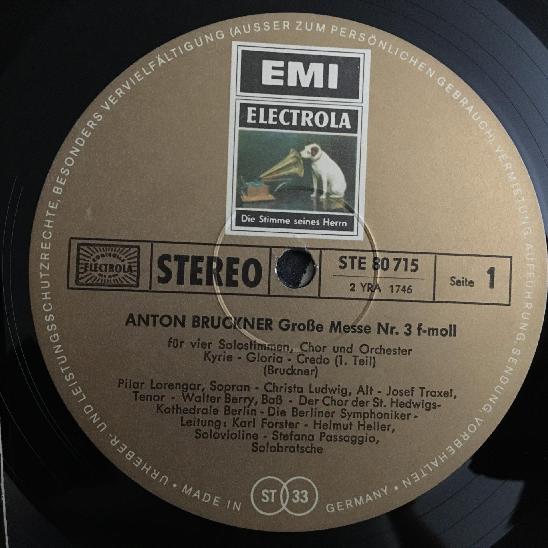 EMI
ELECTROLA
Die Stimme seines Herrn
ELECTROLA
STEREO
STE 80 715
2 YRA 1746
Seite 1
ANTON BRUCKNER Große Messe Nr. 3 f-moll
für vier Solostimmen, Chor und Orchester
Kyrie - Gloria - Credo (1. Teil)
(Bruckner)
Pilar Lorengar, Sopran - Christa Ludwig, Alt - Josef Traxel,
Tenor - Walter Berry, Baß - Der Chor der St. Hedwigs-
Kathedrale Berlin - Die Berliner Symphoniker -
Leitung: Karl Forster - Helmut Heller,
Solovioline - Stefano Passaggio,
Solobratsche
URHEBER- UND LEISTUNGSSCHUTZRECHTE, BESONDERS VERVIELFÄLTIGUNG (AUSSER ZUM PERSÖNLICHEN GEBRAUCH) VERMIETUNG, AUFFÜHRUNG, SENDUNG VORBEHALTEN
• MADE IN
ST 33
GERMANY •